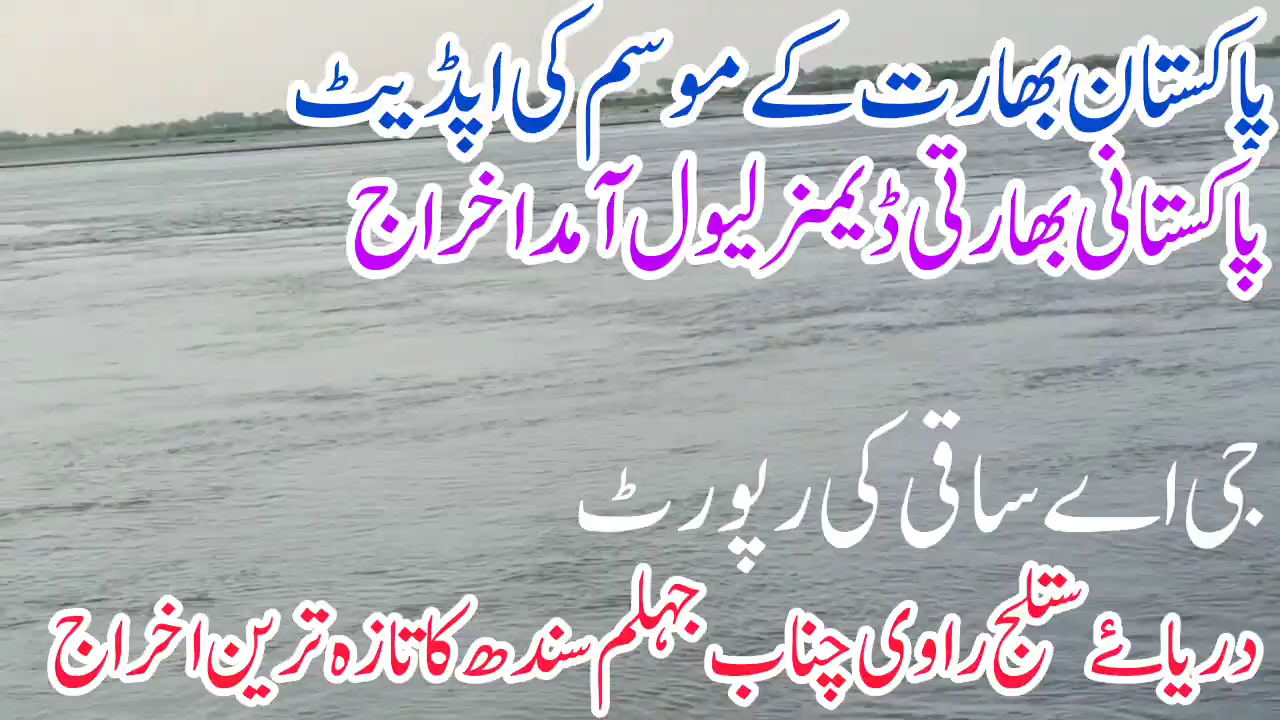 پاکستان بھارت کے موسم کی اپڈیٹ
پاکستانی بھارتی ڈیمنز لیول آمد اخراج
جی اے ساقی کی رپورٹ
دریائے ستلج راوی چناب جہلم سندھ کا تازہ ترین اخراج